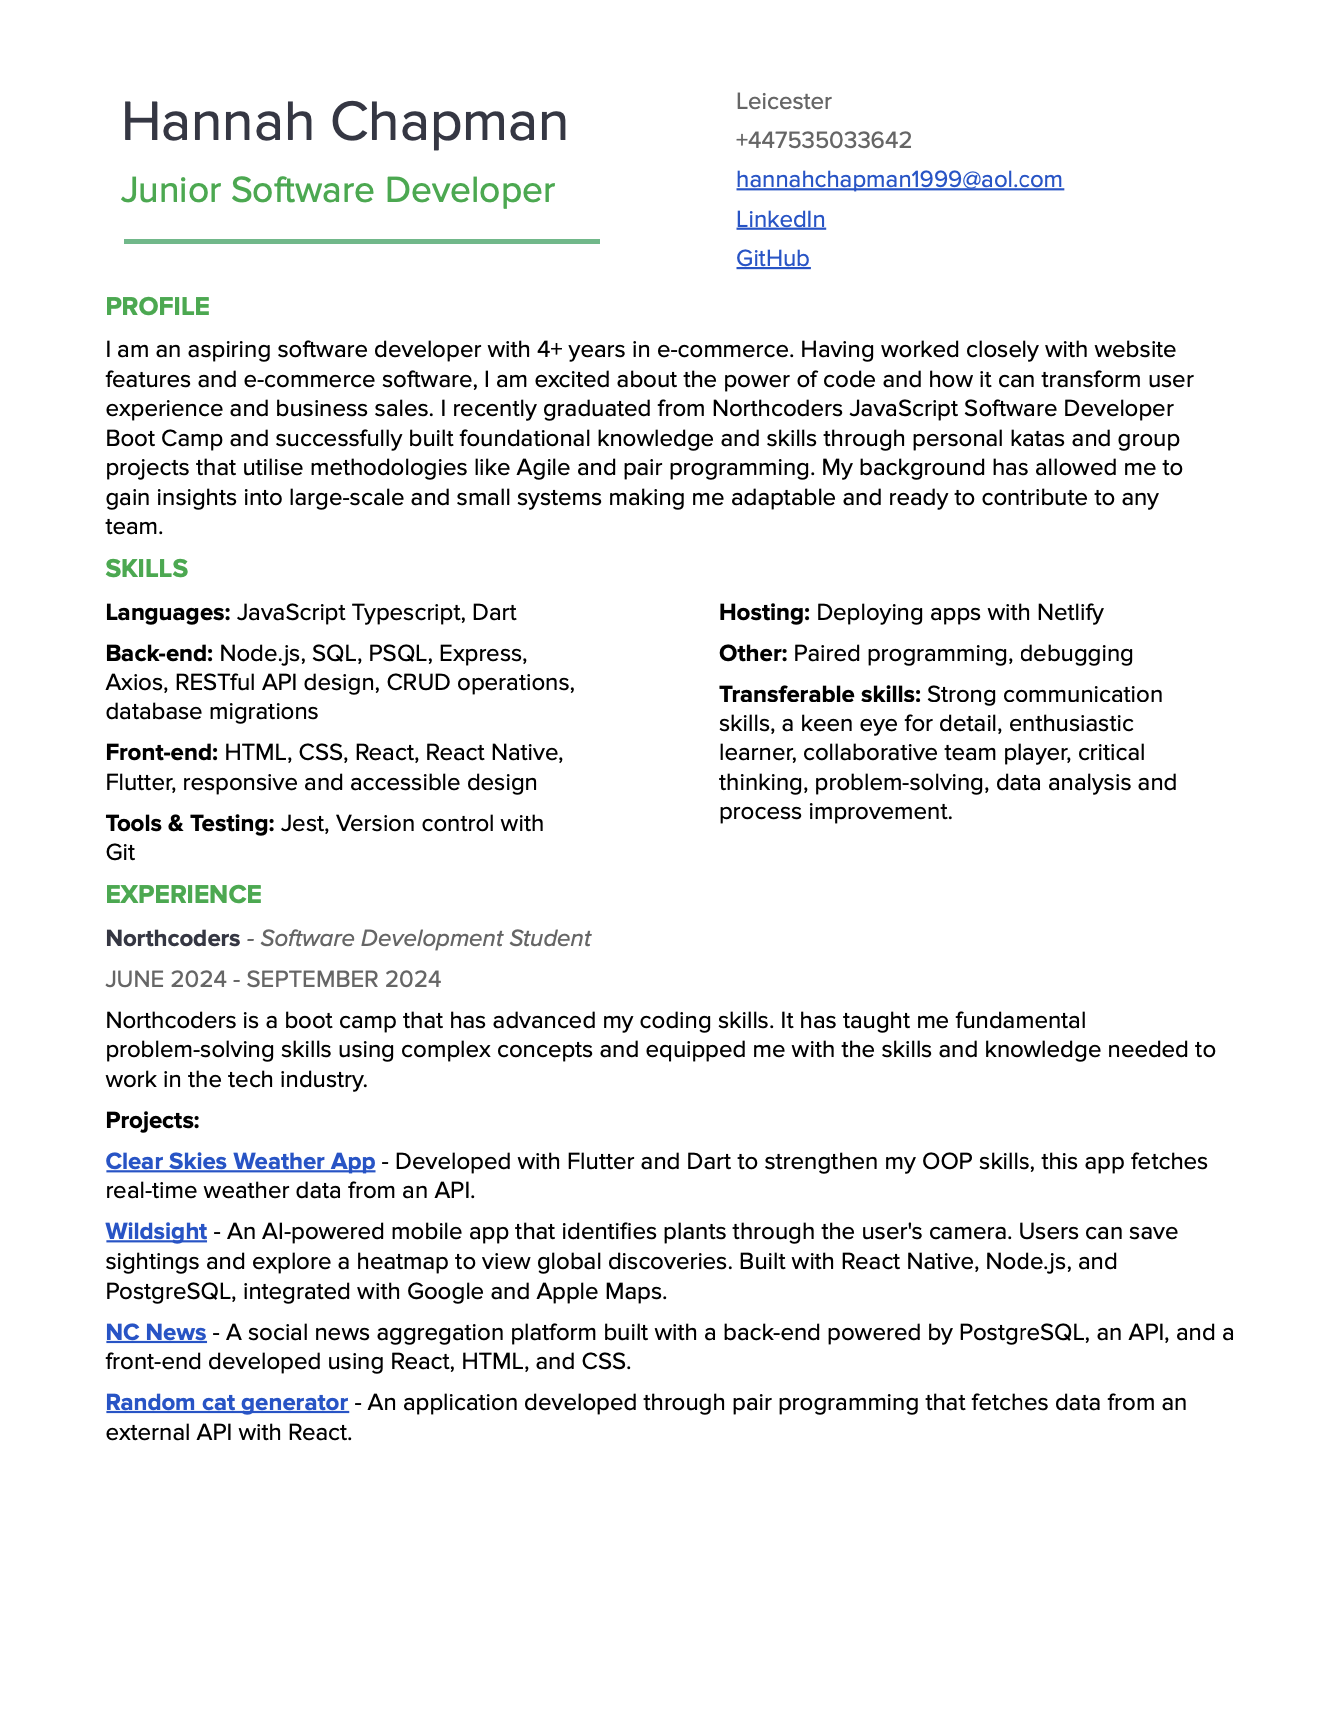 Hannah Chapman
Junior Software Developer
Leicester
+447535033642
hannahchapman1999@aol.com
LinkedIn
GitHub
PROFILE
I am an aspiring software developer with 4+ years in e-commerce. Having worked closely with website
features and e-commerce software, I am excited about the power of code and how it can transform user
experience and business sales. I recently graduated from Northcoders JavaScript Software Developer
Boot Camp and successfully built foundational knowledge and skills through personal katas and group
projects that utilise methodologies like Agile and pair programming. My background has allowed me to
gain insights into large-scale and small systems making me adaptable and ready to contribute to any
team.
SKILLS
Languages: JavaScript Typescript, Dart
Back-end: Node.js, SQL, PSQL, Express,
Axios, RESTful API design, CRUD operations,
database migrations
Front-end: HTML, CSS, React, React Native,
Flutter, responsive and accessible design
Tools & Testing: Jest, Version control with
Git
Hosting: Deploying apps with Netlify
Other: Paired programming, debugging
Transferable skills: Strong communication
skills, a keen eye for detail, enthusiastic
learner, collaborative team player, critical
thinking, problem-solving, data analysis and
process improvement.
EXPERIENCE
Northcoders - Software Development Student
JUNE 2024 - SEPTEMBER 2024
Northcoders is a boot camp that has advanced my coding skills. It has taught me fundamental
problem-solving skills using complex concepts and equipped me with the skills and knowledge needed to
work in the tech industry.
Projects:
Clear Skies Weather App - Developed with Flutter and Dart to strengthen my OOP skills, this app fetches
real-time weather data from an API.
Wildsight - An AI-powered mobile app that identifies plants through the user's camera. Users can save
sightings and explore a heatmap to view global discoveries. Built with React Native, Node.js, and
PostgreSQL, integrated with Google and Apple Maps.
NC News - A social news aggregation platform built with a back-end powered by PostgreSQL, an API, and a
front-end developed using React, HTML, and CSS.
Random cat generator - An application developed through pair programming that fetches data from an
external API with React.